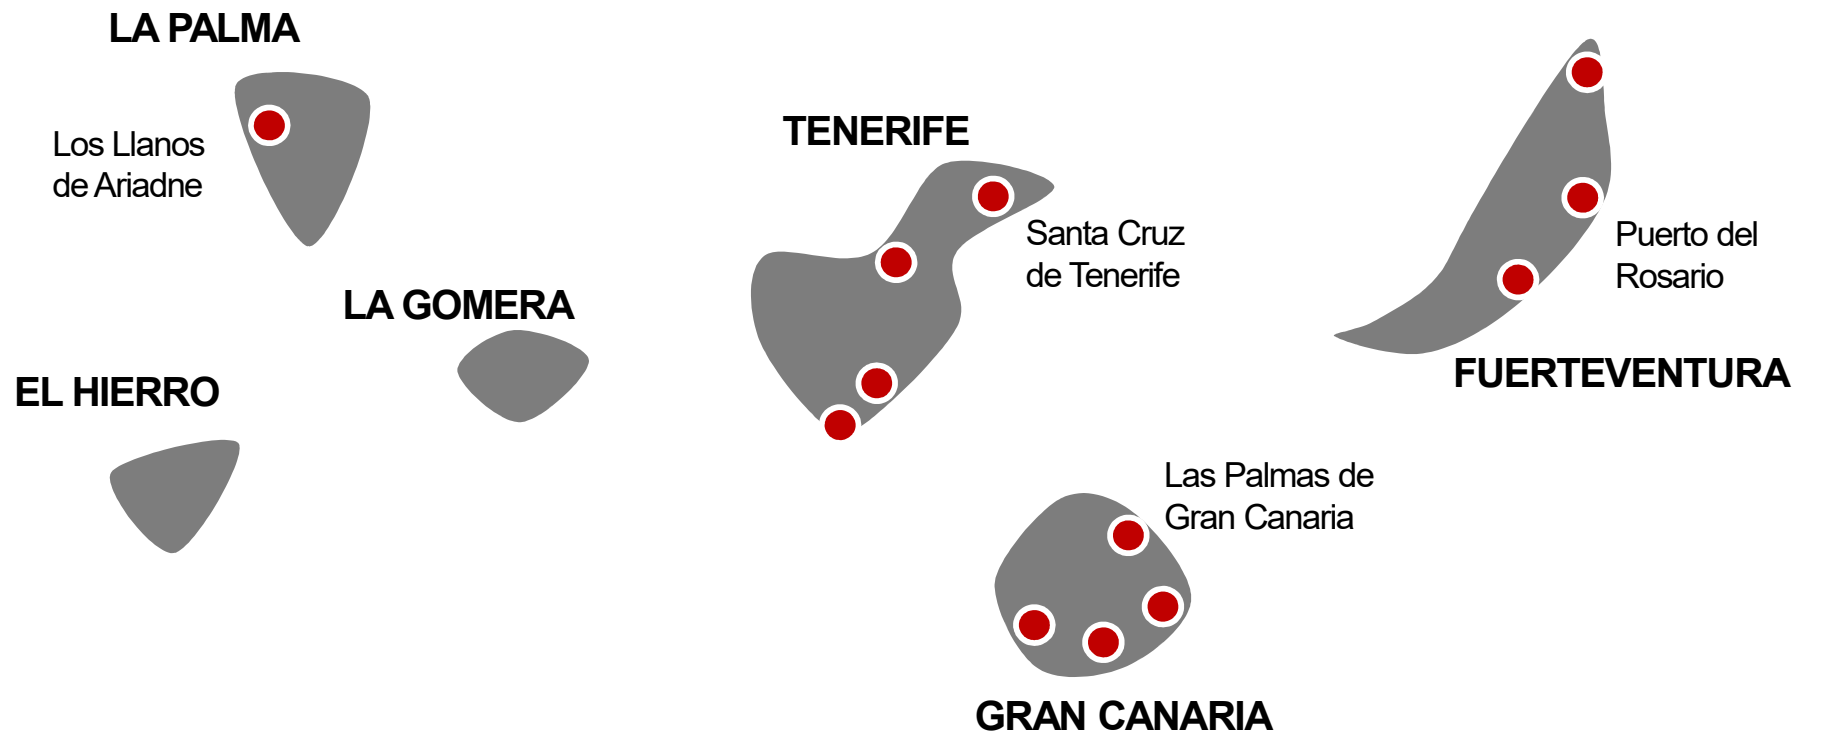 LA PALMA
Los Llanos
de Ariadne
TENERIFE
Santa Cruz
de Tenerife
Puerto del
Rosario
LA GOMERA
EL HIERRO
FUERTEVENTURA
Las Palmas de
Gran Canaria
GRAN CANARIA